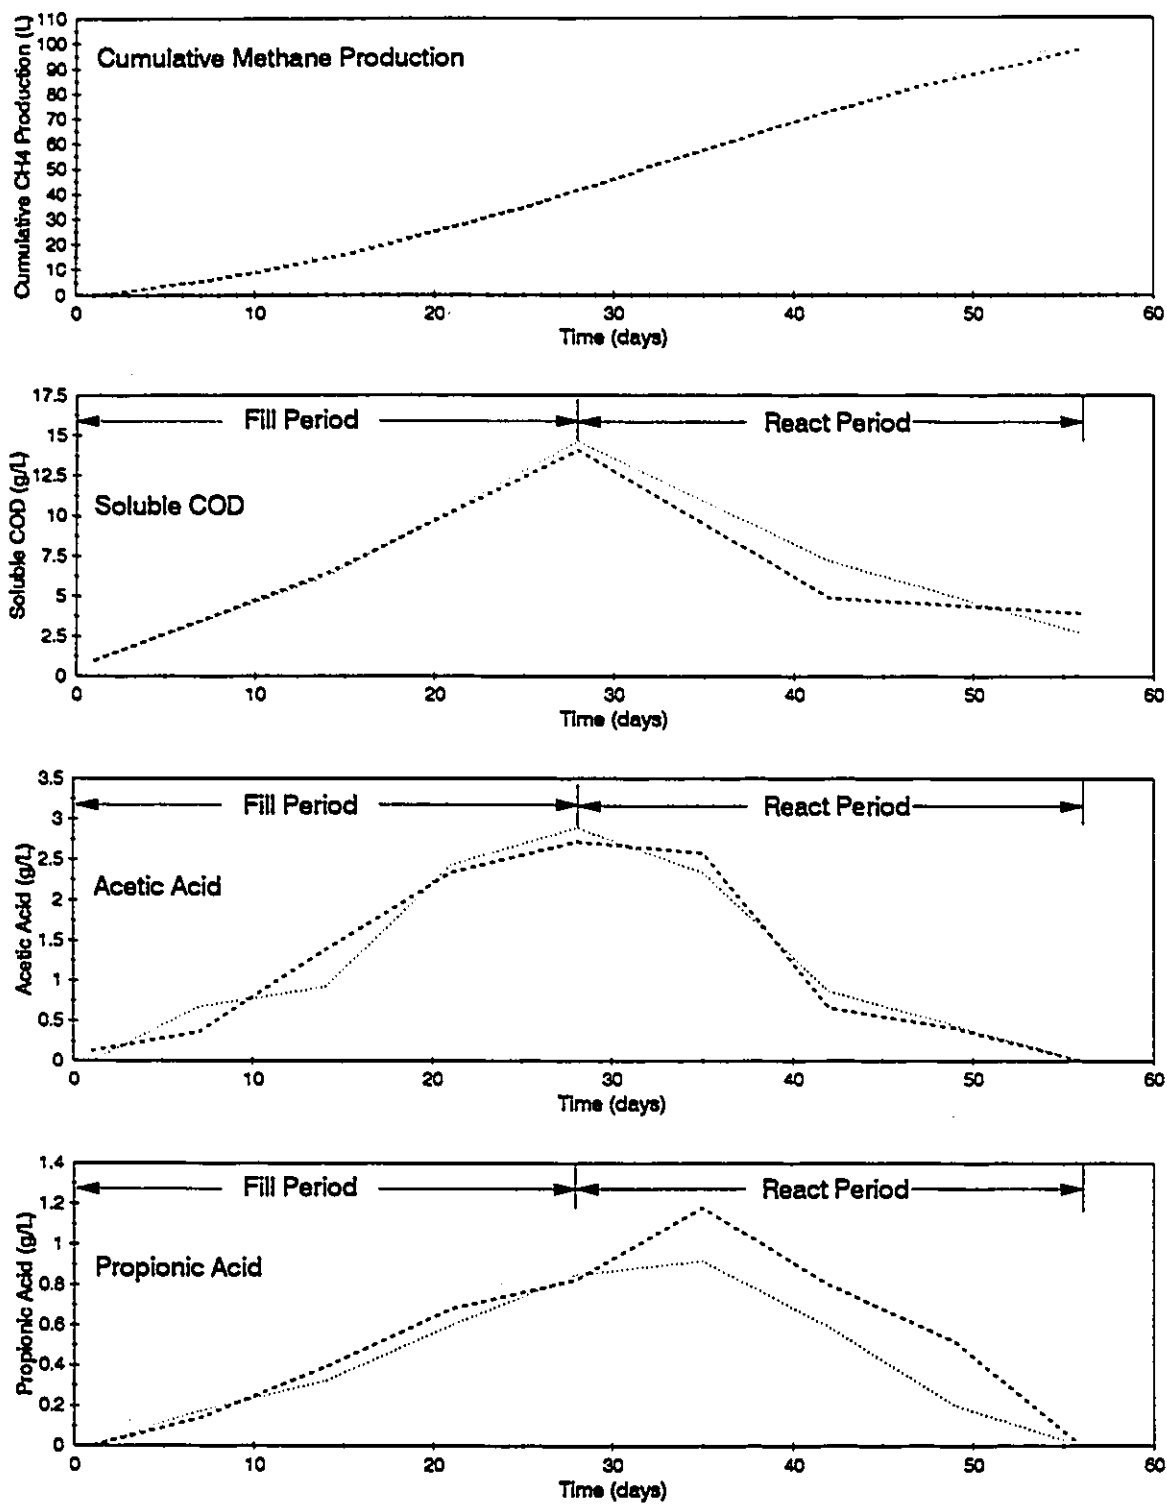 Cumulative CH4 Production (L)
110
100
90
80
70
60
50
40
30
20
10
0
Cumulative Methane Production
0 10 20 30 40 50 60
Time (days)
Soluble COD (g/L)
17.5
15
12.5
10
7.5
5
2.5
0
Fill Period React Period
Soluble COD
0 10 20 30 40 50 60
Time (days)
Acetic Acid (g/L)
3.5
3
2.5
2
1.5
1
0.5
0
Fill Period React Period
Acetic Acid
0 10 20 30 40 50 60
Time (days)
Propionic Acid (g/L)
1.4
1.2
1
0.8
0.6
0.4
0.2
0
Fill Period React Period
Propionic Acid
0 10 20 30 40 50 60
Time (days)